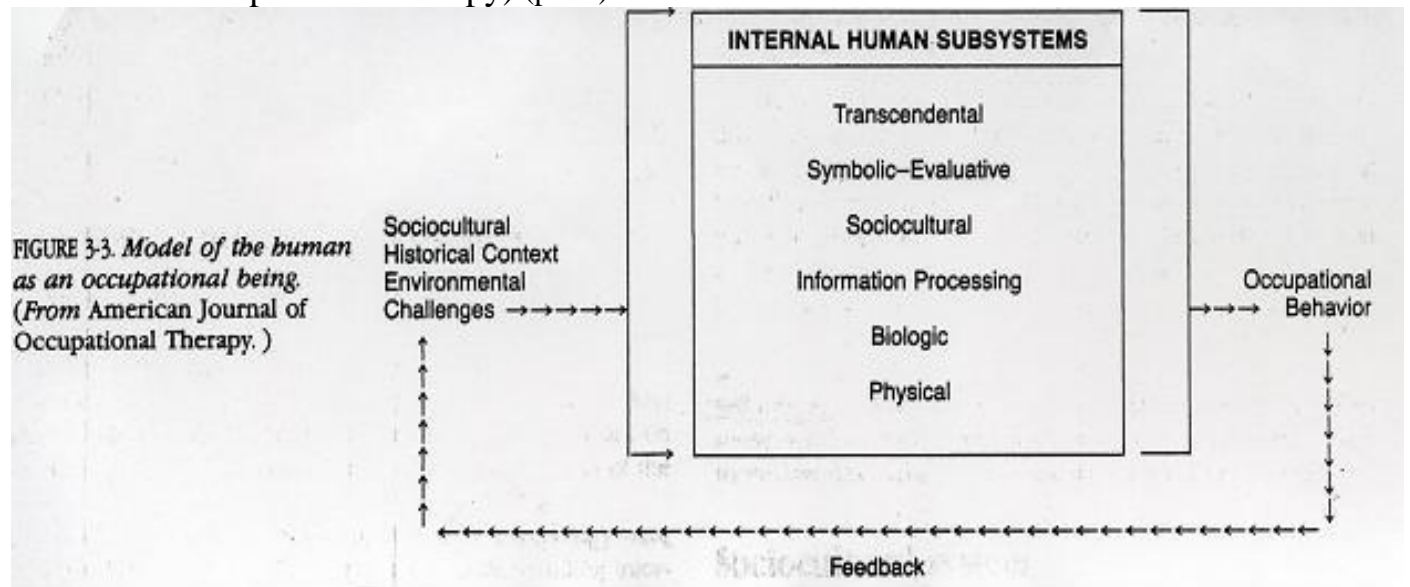 INTERNAL HUMAN SUBSYSTEMS
Transcendental
Symbolic–Evaluative
Sociocultural
Information Processing
Biologic
Physical
FIGURE 3-3. Model of the human
as an occupational being.
(From American Journal of
Occupational Therapy.)
Sociocultural
Historical Context
Environmental
Challenges
Occupational
Behavior
Feedback